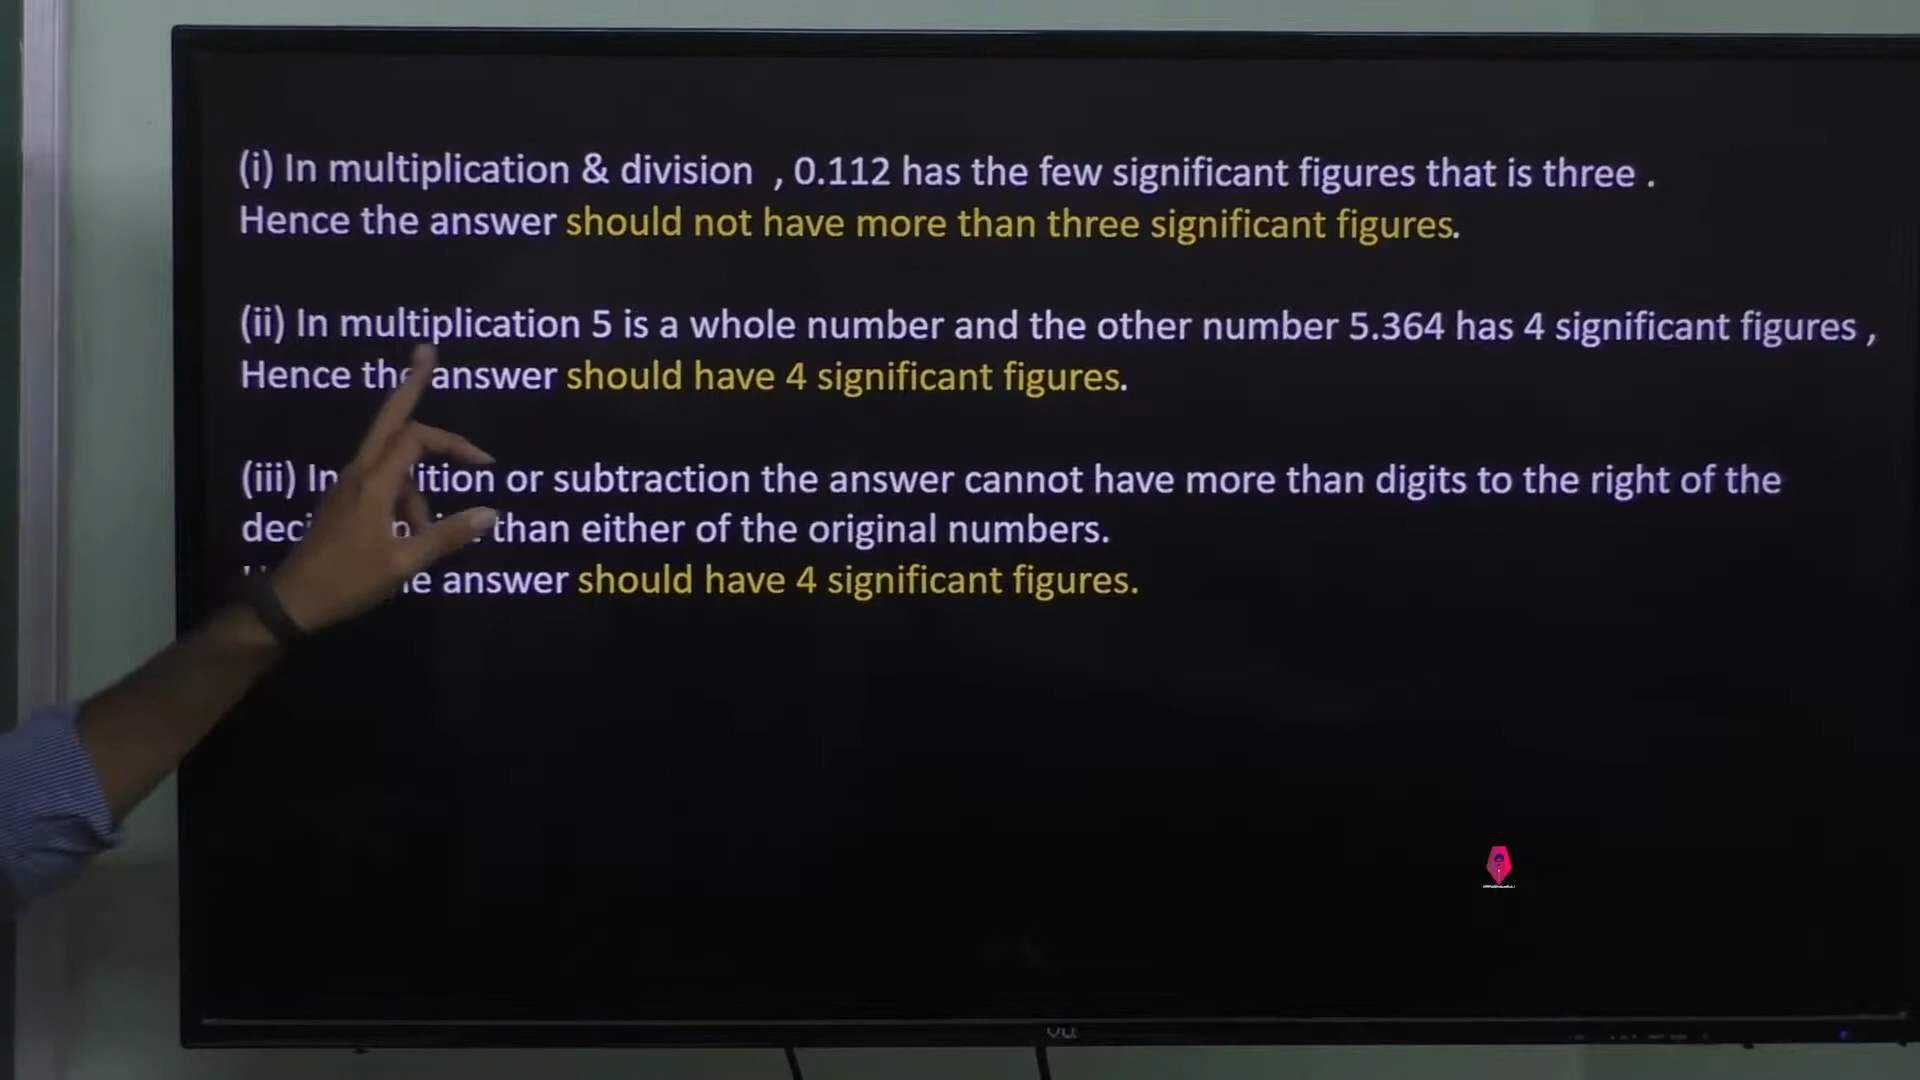 (i) In multiplication & division , 0.112 has the few significant figures that is three .
Hence the answer should not have more than three significant figures.
(ii) In multiplication 5 is a whole number and the other number 5.364 has 4 significant figures ,
Hence the answer should have 4 significant figures.
(iii) In or subtraction the answer cannot have more than digits to the right of the
than either of the original numbers.
answer should have 4 significant figures.